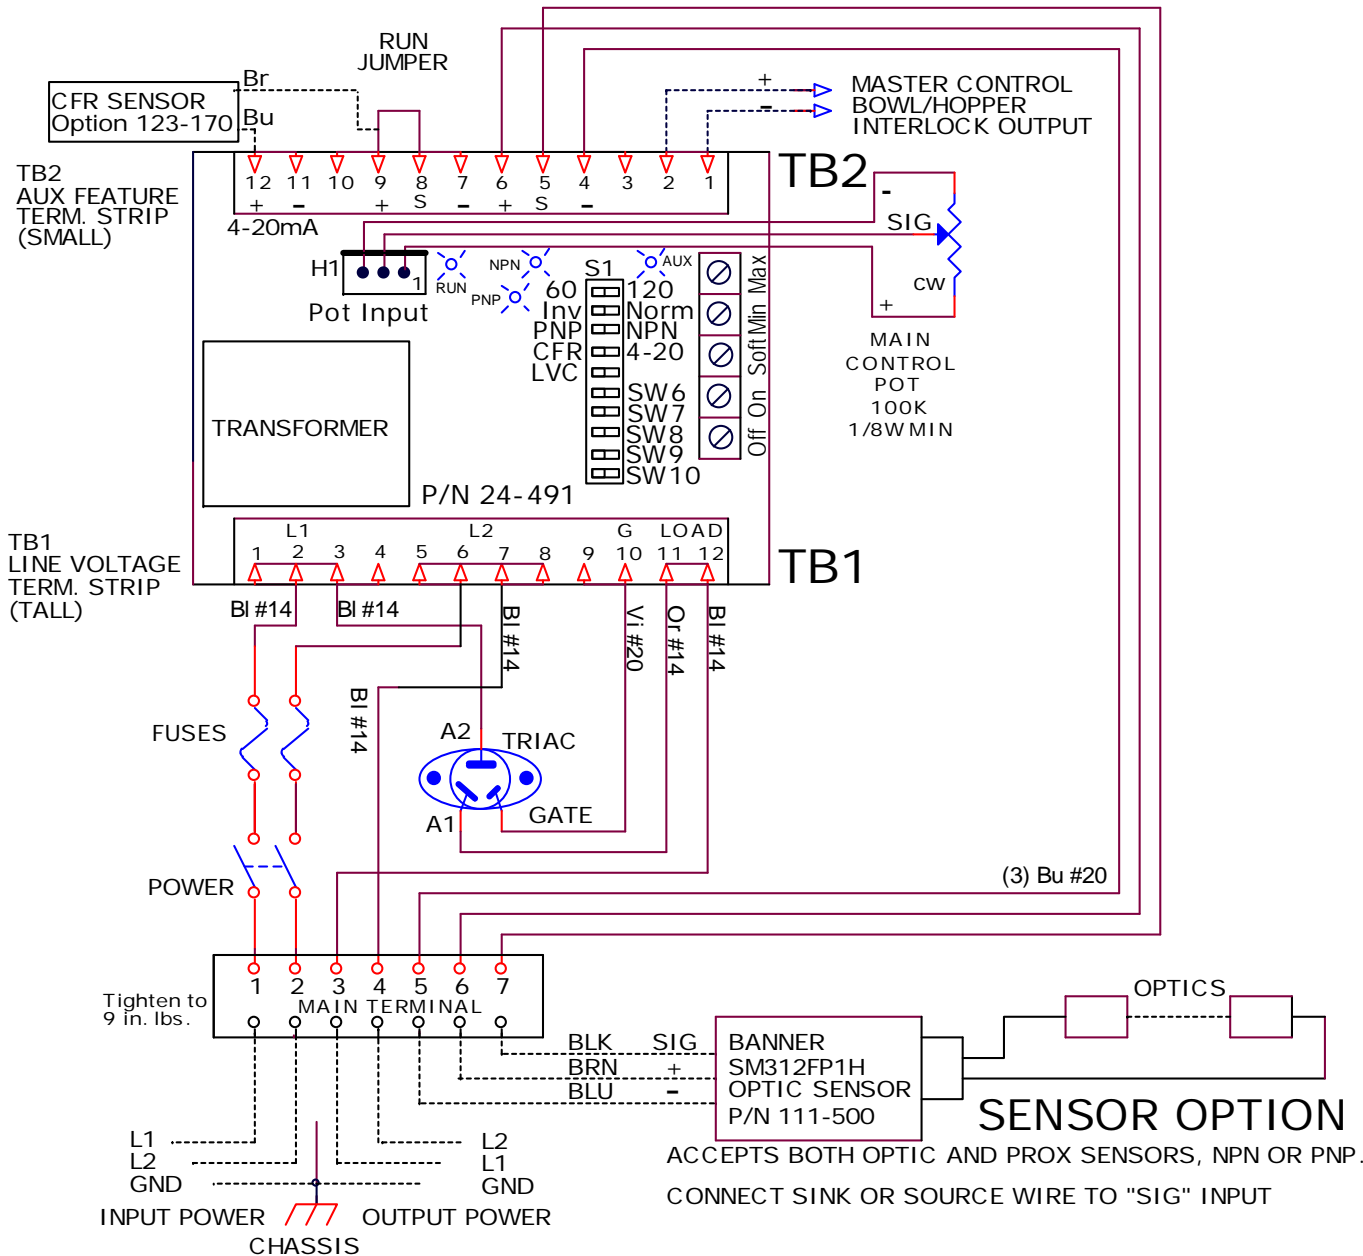 RUN
JUMPER
Br
CFR SENSOR
Option 123-170
Bu
+
-
MASTER CONTROL
BOWL/HOPPER
INTERLOCK OUTPUT
TB2
AUX FEATURE
TERM. STRIP
(SMALL)
12 11 10 9 8 7 6 5 4 3 2 1
+ - + S - + S -
4-20mA
TB2
-
SIG
CW
+
H1
1
Pot Input
RUN
NPN
PNP
AUX
S1
60 120
Inv Norm
PNP NPN
CFR 4-20
LVC
SW6
SW7
SW8
SW9
SW10
Off On Soft Min Max
MAIN
CONTROL
POT
100K
1/8W MIN
TRANSFORMER
P/N 24-491
TB1
LINE VOLTAGE
TERM. STRIP
(TALL)
L1 L2 G LOAD
1 2 3 4 5 6 7 8 9 10 11 12
TB1
Bl #14
Bl #14
Bl #14
Vi #20
Or #14
Bl #14
Bl #14
FUSES
A2
TRIAC
A1
GATE
POWER
(3) Bu #20
1 2 3 4 5 6 7
MAIN TERMINAL
Tighten to
9 in. lbs.
OPTICS
BLK SIG
BRN +
BLU -
BANNER
SM312FP1H
OPTIC SENSOR
P/N 111-500
SENSOR OPTION
ACCEPTS BOTH OPTIC AND PROX SENSORS, NPN OR PNP.
CONNECT SINK OR SOURCE WIRE TO "SIG" INPUT
L1
L2
GND
L2
L1
GND
INPUT POWER
OUTPUT POWER
CHASSIS